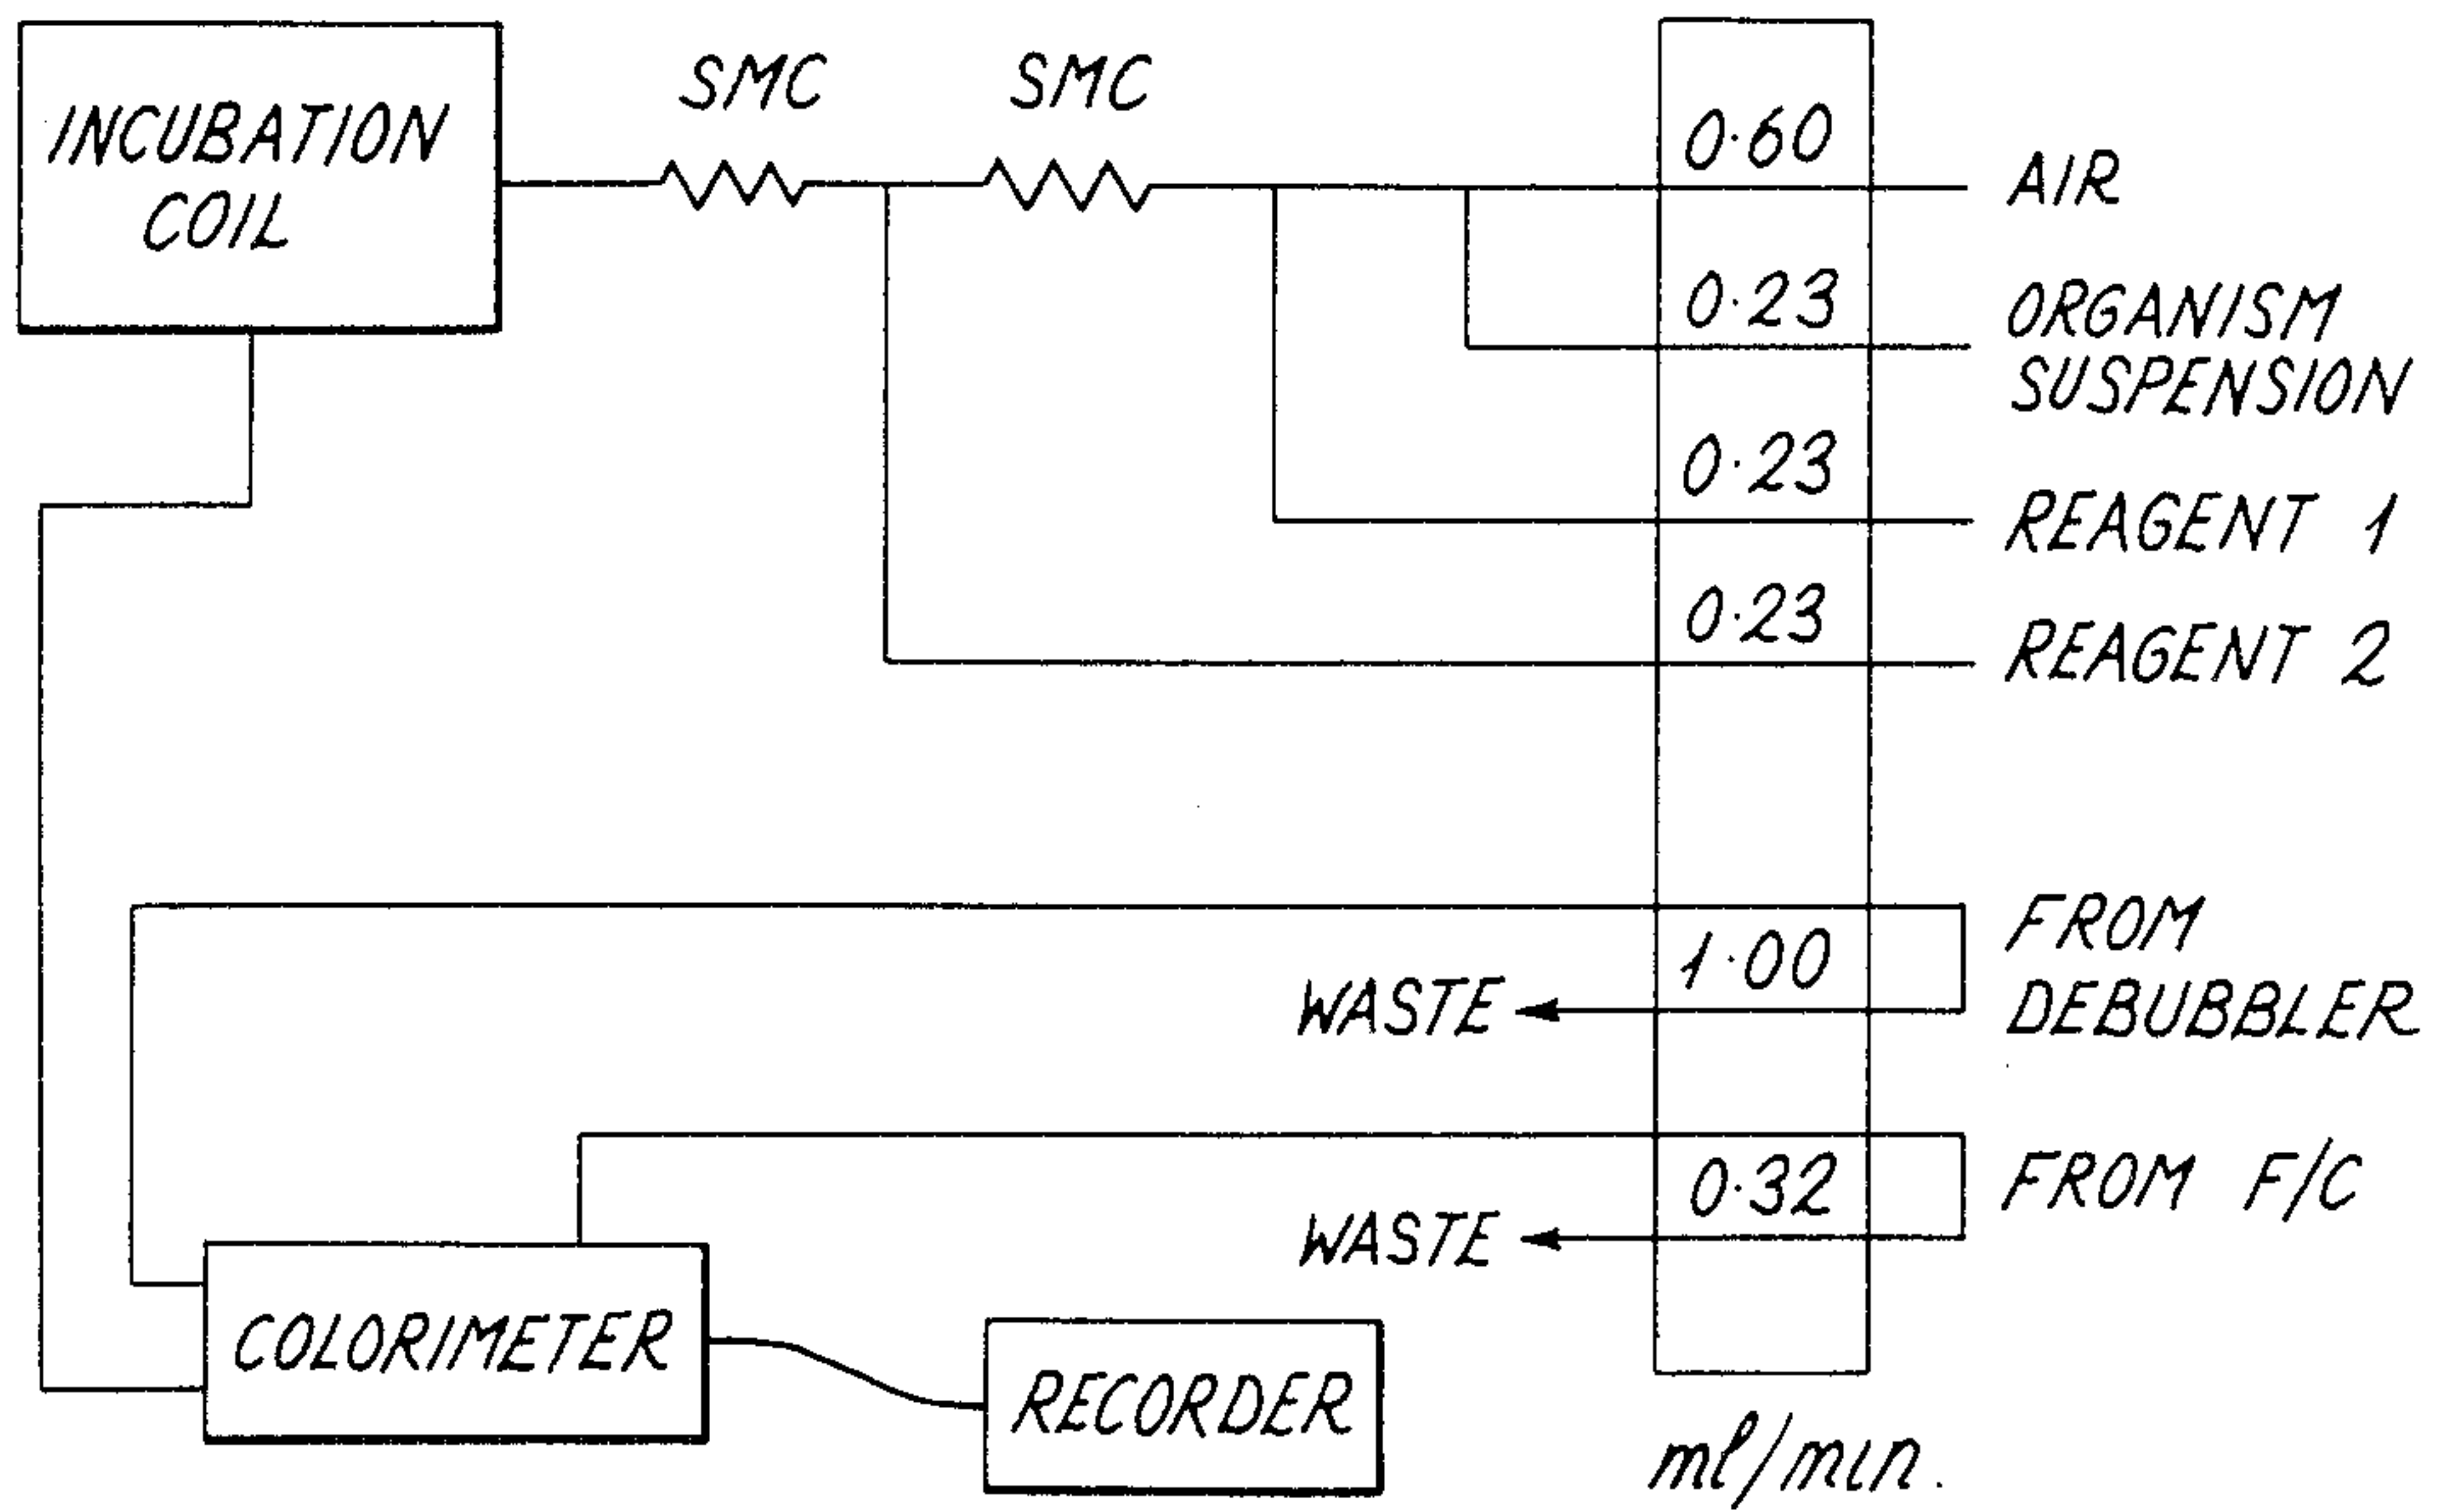 INCUBATION
COIL
SMC
SMC
0·60
AIR
0·23
ORGANISM
SUSPENSION
0·23
REAGENT 1
0·23
REAGENT 2
FROM
DEBUBBLER
1·00
WASTE
0·32
FROM F/C
WASTE
COLORIMETER
RECORDER
ml/min.